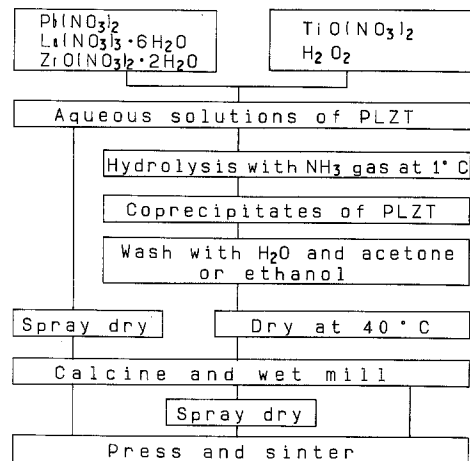 Pb(NO3)2
La(NO3)3·6H2O
ZrO(NO3)2·2H2O
TiO(NO3)2
H2O2
Aqueous solutions of PLZT
Hydrolysis with NH3 gas at 1°C
Coprecipitates of PLZT
Wash with H2O and acetone
or ethanol
Spray dry
Dry at 40°C
Calcine and wet mill
Spray dry
Press and sinter